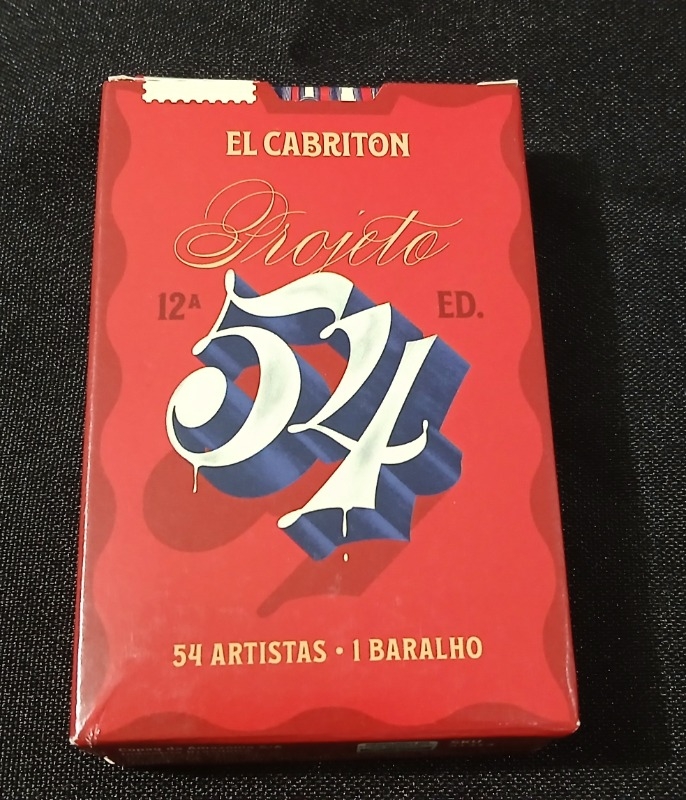 EL CABRITON
Projeto
12ª ED.
54
54 ARTISTAS • 1 BARALHO